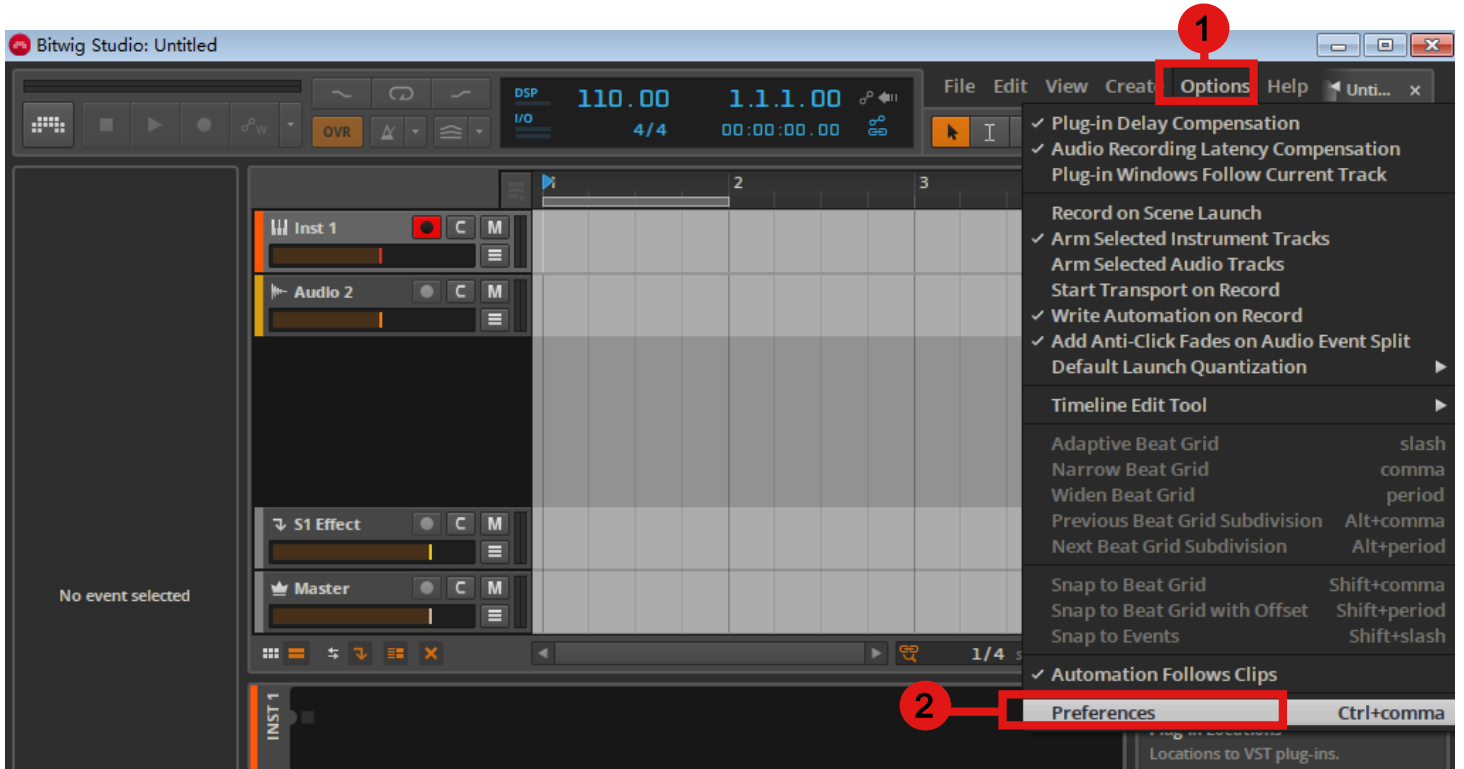 1
Bitwig Studio: Untitled
File Edit View Create Options Help Unti... ×
DSP 110.00 1.1.1.00
I/O 4/4 00:00:00.00
W OVR
✓ Plug-in Delay Compensation
✓ Audio Recording Latency Compensation
Plug-in Windows Follow Current Track
Record on Scene Launch
✓ Arm Selected Instrument Tracks
Arm Selected Audio Tracks
Start Transport on Record
✓ Write Automation on Record
✓ Add Anti-Click Fades on Audio Event Split
Default Launch Quantization
Timeline Edit Tool
Adaptive Beat Grid slash
Narrow Beat Grid comma
Widen Beat Grid period
Previous Beat Grid Subdivision Alt+comma
Next Beat Grid Subdivision Alt+period
Snap to Beat Grid Shift+comma
Snap to Beat Grid with Offset Shift+period
Snap to Events Shift+slash
✓ Automation Follows Clips
2
Preferences Ctrl+comma
Locations to VST plug-ins.
2 3
Inst 1 C M
Audio 2 C M
S1 Effect C M
Master C M
No event selected
1/4
INST 1